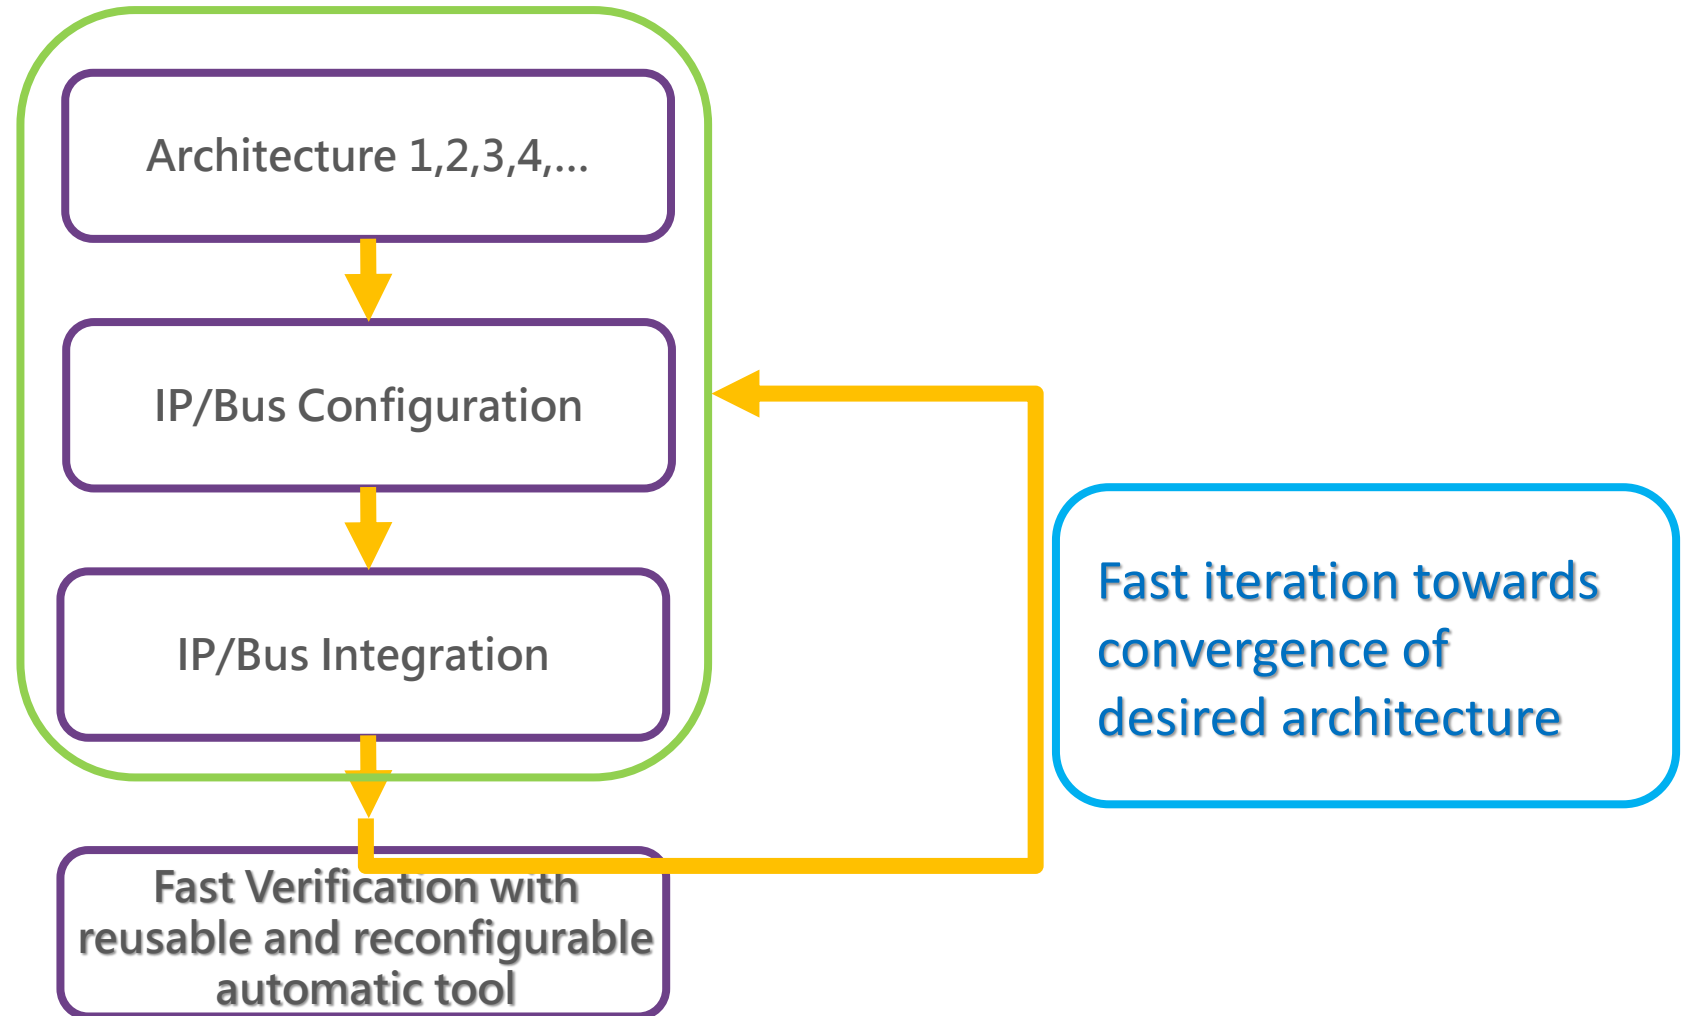 Architecture 1,2,3,4,...
IP/Bus Configuration
IP/Bus Integration
Fast Verification with
reusable and reconfigurable
automatic tool
Fast iteration towards
convergence of
desired architecture